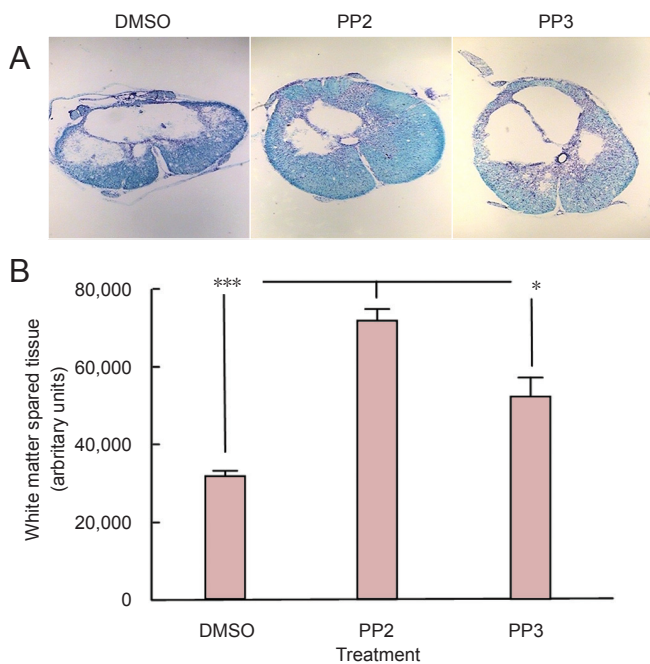 DMSO PP2 PP3
A
B
80,000
60,000
40,000
20,000
0
White matter spared tissue
(arbritary units)
***
*
DMSO PP2 PP3
Treatment